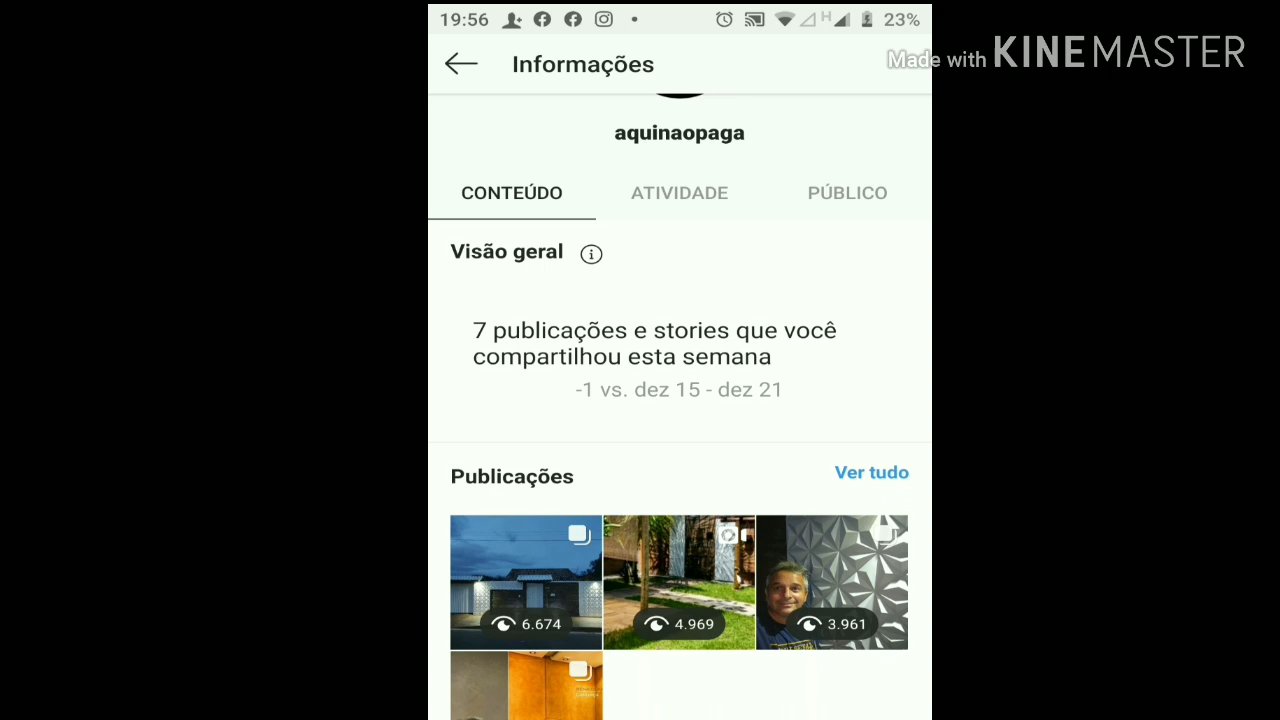 19:56
H
23%
Informações
Made with KINEMASTER
aquinaopaga
CONTEÚDO
ATIVIDADE
PÚBLICO
Visão geral
7 publicações e stories que você
compartilhou esta semana
-1 vs. dez 15 - dez 21
Publicações
Ver tudo
6.674
4.969
3.961